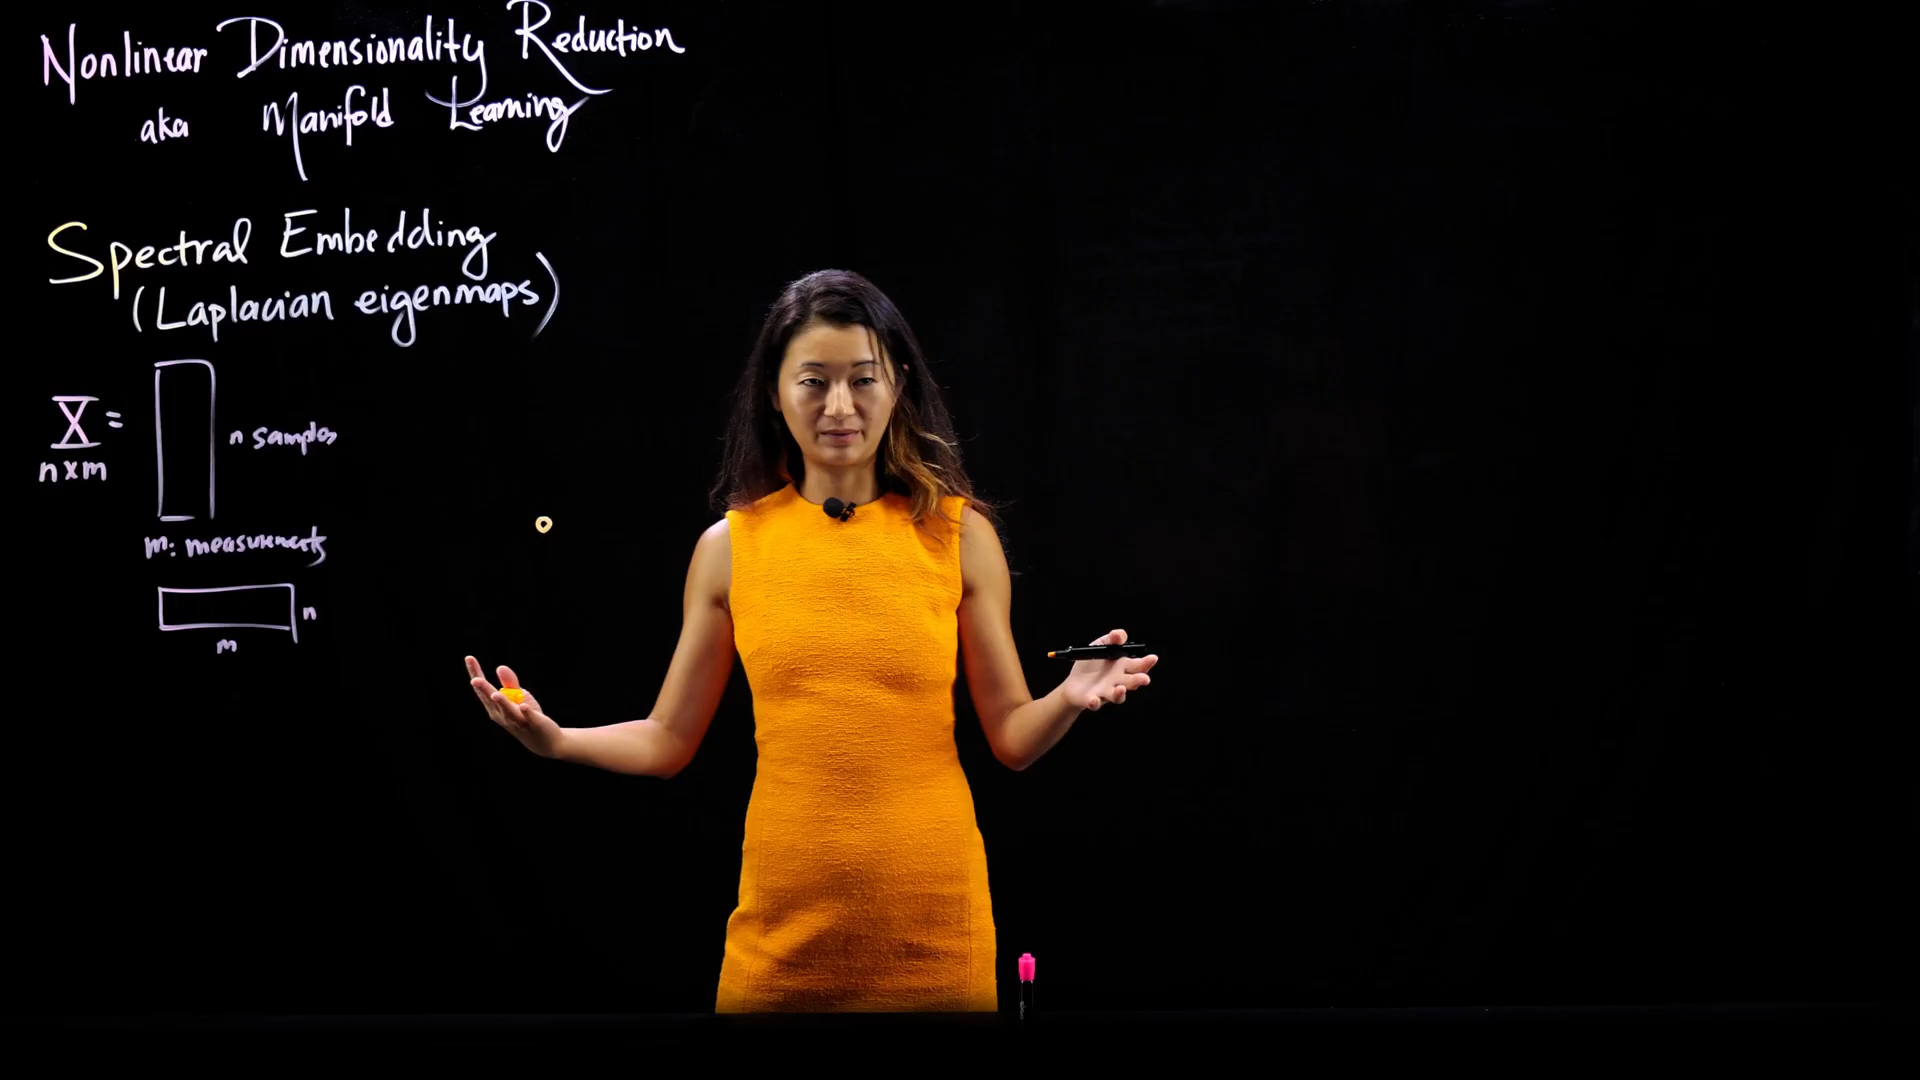 Nonlinear Dimensionality Reduction
aka Manifold Learning
Spectral Embedding
(Laplacian eigenmaps)
X =
n x m
n samples
m: measurements
n
m